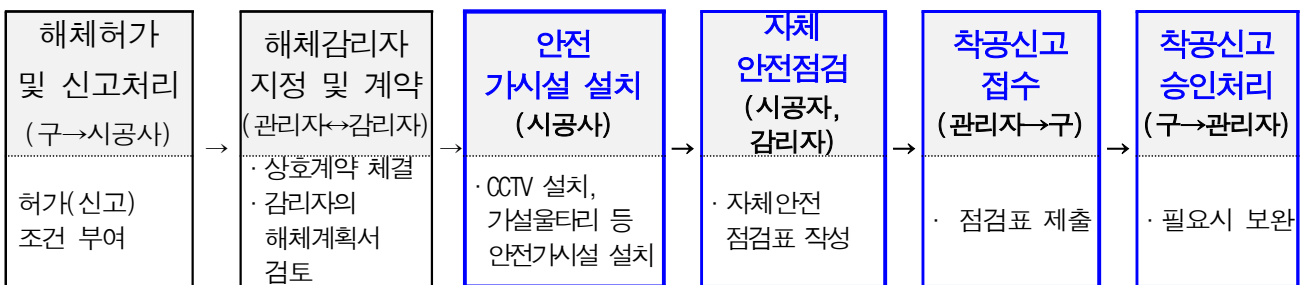 해체허가
및 신고처리
(구→시공사)
허가(신고)
조건 부여
→
해체감리자
지정 및 계약
(관리자↔감리자)
· 상호계약 체결
· 감리자의
해체계획서
검토
→
안전
가시설 설치
(시공사)
· CCTV 설치,
가설울타리 등
안전가시설 설치
→
자체
안전점검
(시공자,
감리자)
· 자체안전
점검표 작성
→
착공신고
접수
(관리자→구)
· 점검표 제출
→
착공신고
승인처리
(구→관리자)
· 필요시 보완